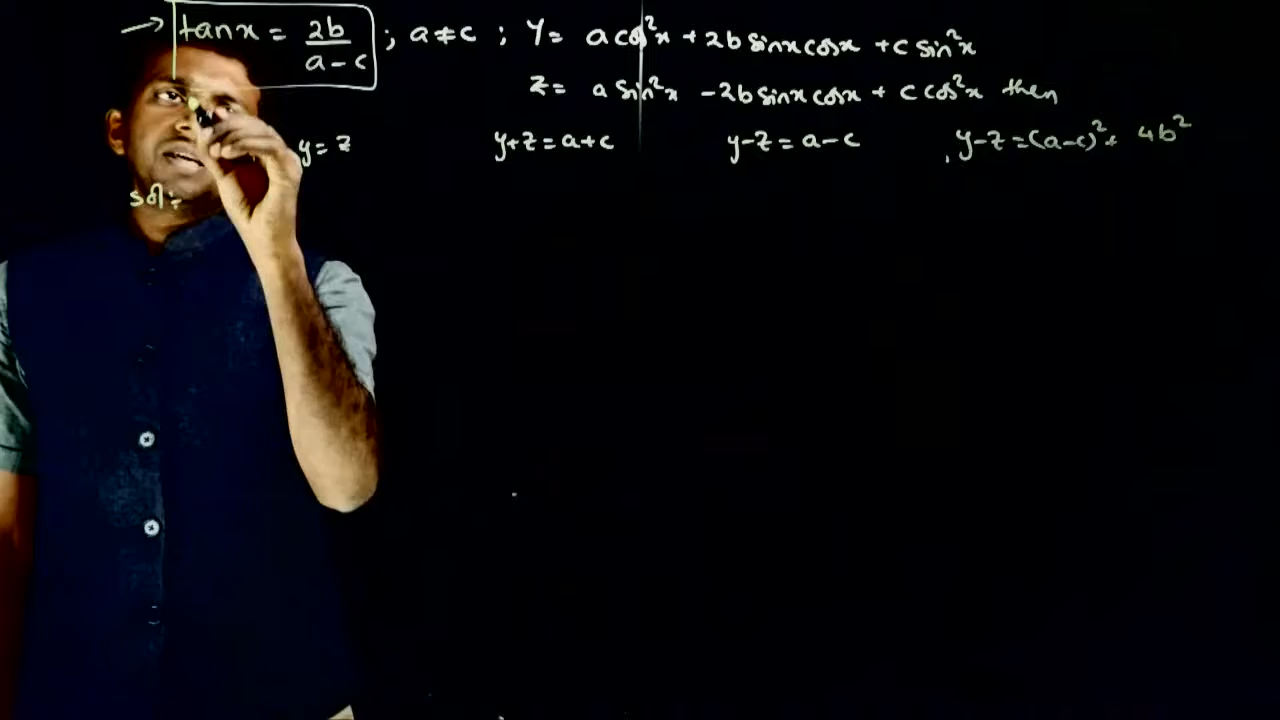 → tanx = 2b/(a-c) ; a≠c ; Y = a cos²x + 2b sinx cosx + c sin²x
Z = a sin²x - 2b sinx cosx + c cos²x then
y = z y+z = a+c y-z = a-c y-z = (a-c)² + 4b²
sol:-